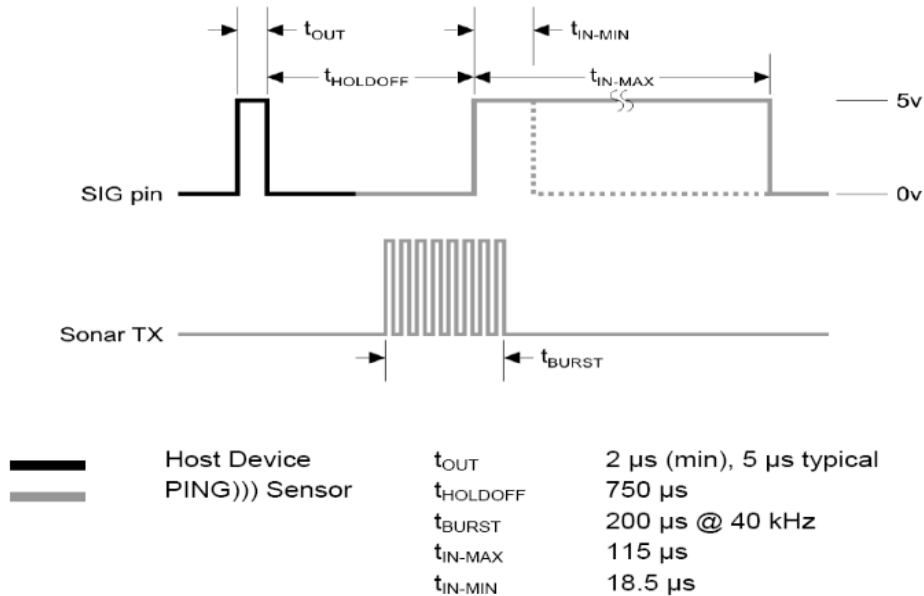 tOUT
tIN-MIN
tHOLDOFF
tIN-MAX
5v
SIG pin
0v
Sonar TX
tBURST
Host Device
PING))) Sensor
tOUT 2 µs (min), 5 µs typical
tHOLDOFF 750 µs
tBURST 200 µs @ 40 kHz
tIN-MAX 115 µs
tIN-MIN 18.5 µs